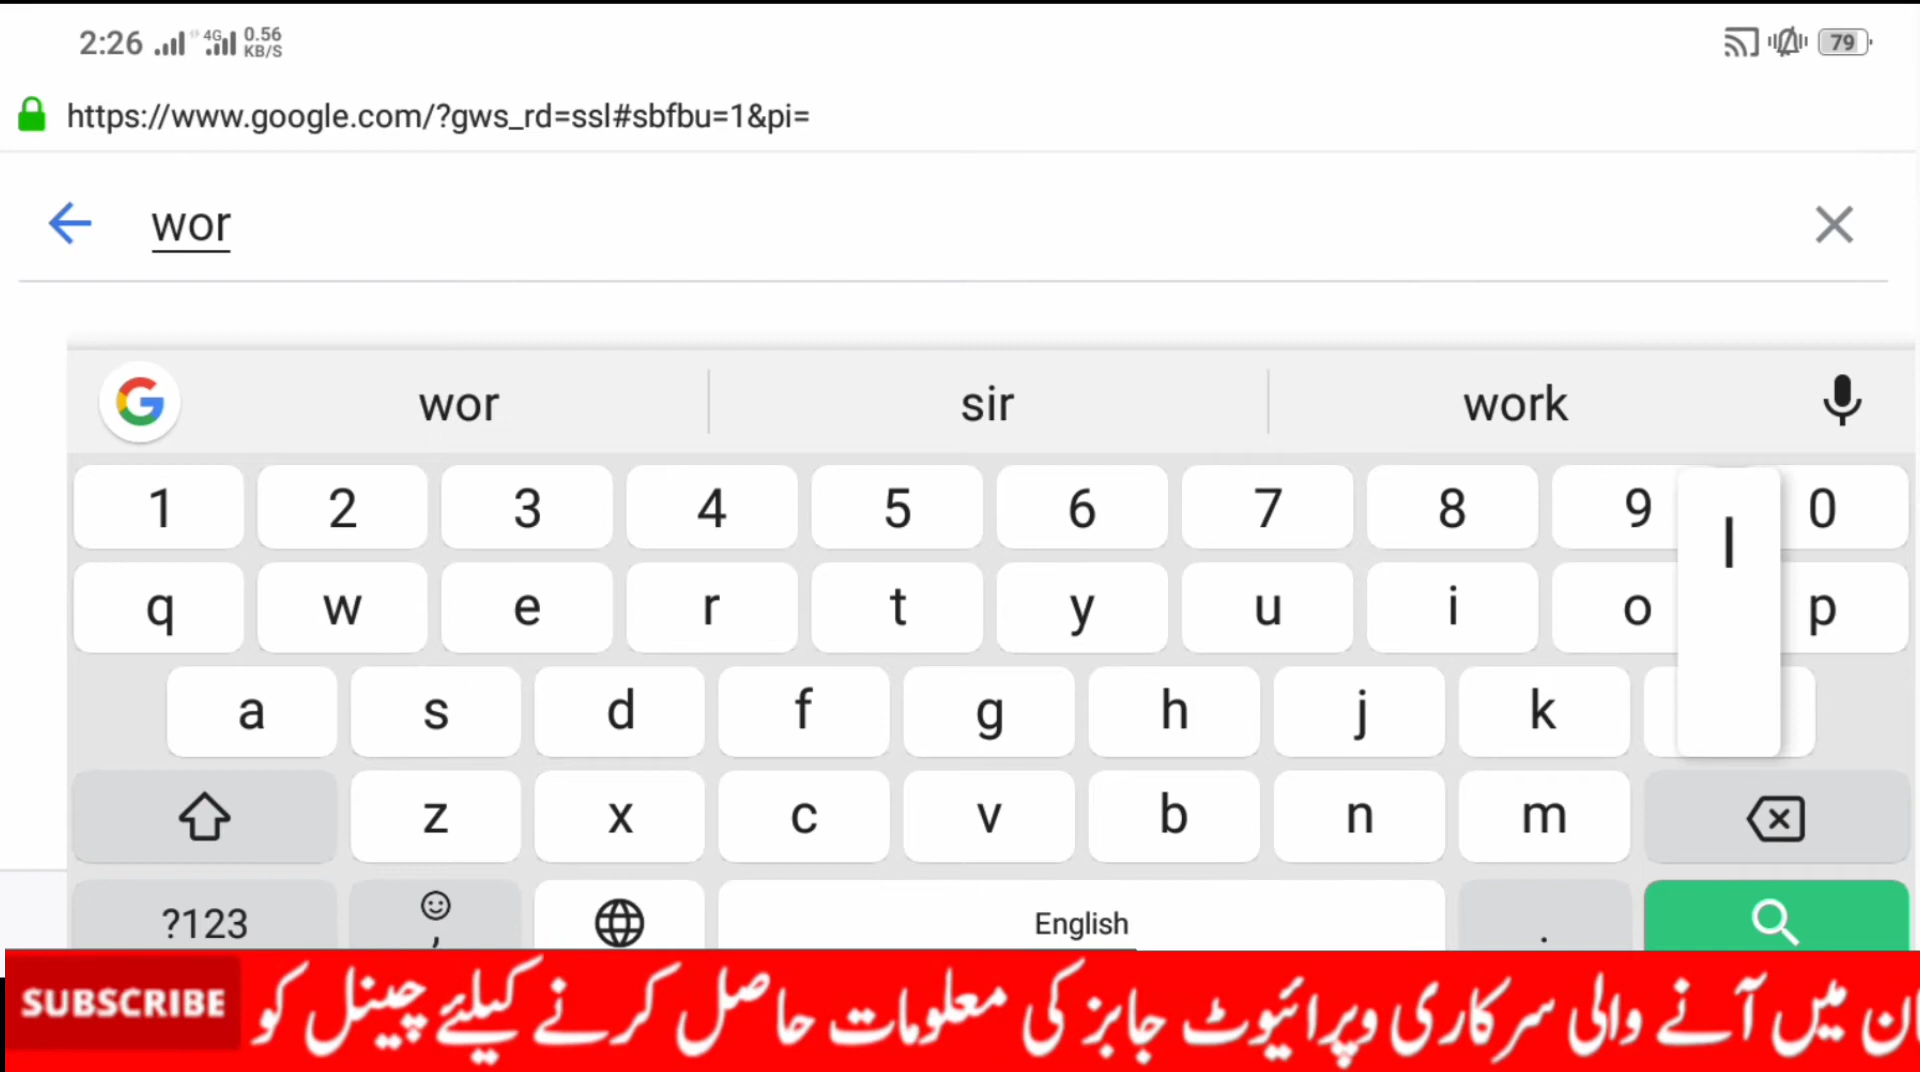 2:26 4G 0.56 KB/S 79
https://www.google.com/?gws_rd=ssl#sbfbu=1&pi=
wor
wor sir work
1 2 3 4 5 6 7 8 9 0
l
q w e r t y u i o p
a s d f g h j k
z x c v b n m
?123 , English .
SUBSCRIBE
ان میں آنے والی سرکاری وپرائیوٹ جابز کی معلومات حاصل کرنے کیلئے چینل کو